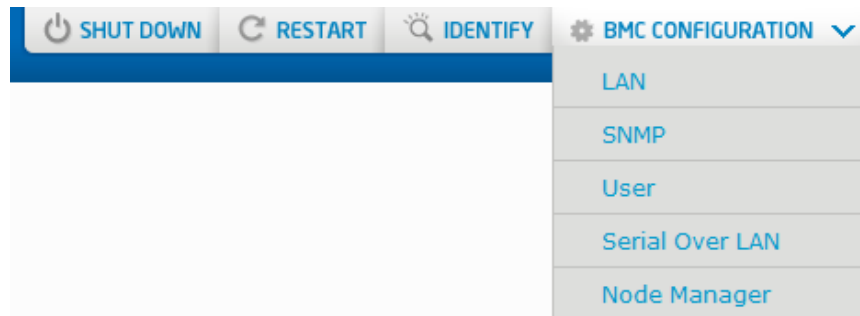 SHUT DOWN RESTART IDENTIFY BMC CONFIGURATION
LAN
SNMP
User
Serial Over LAN
Node Manager